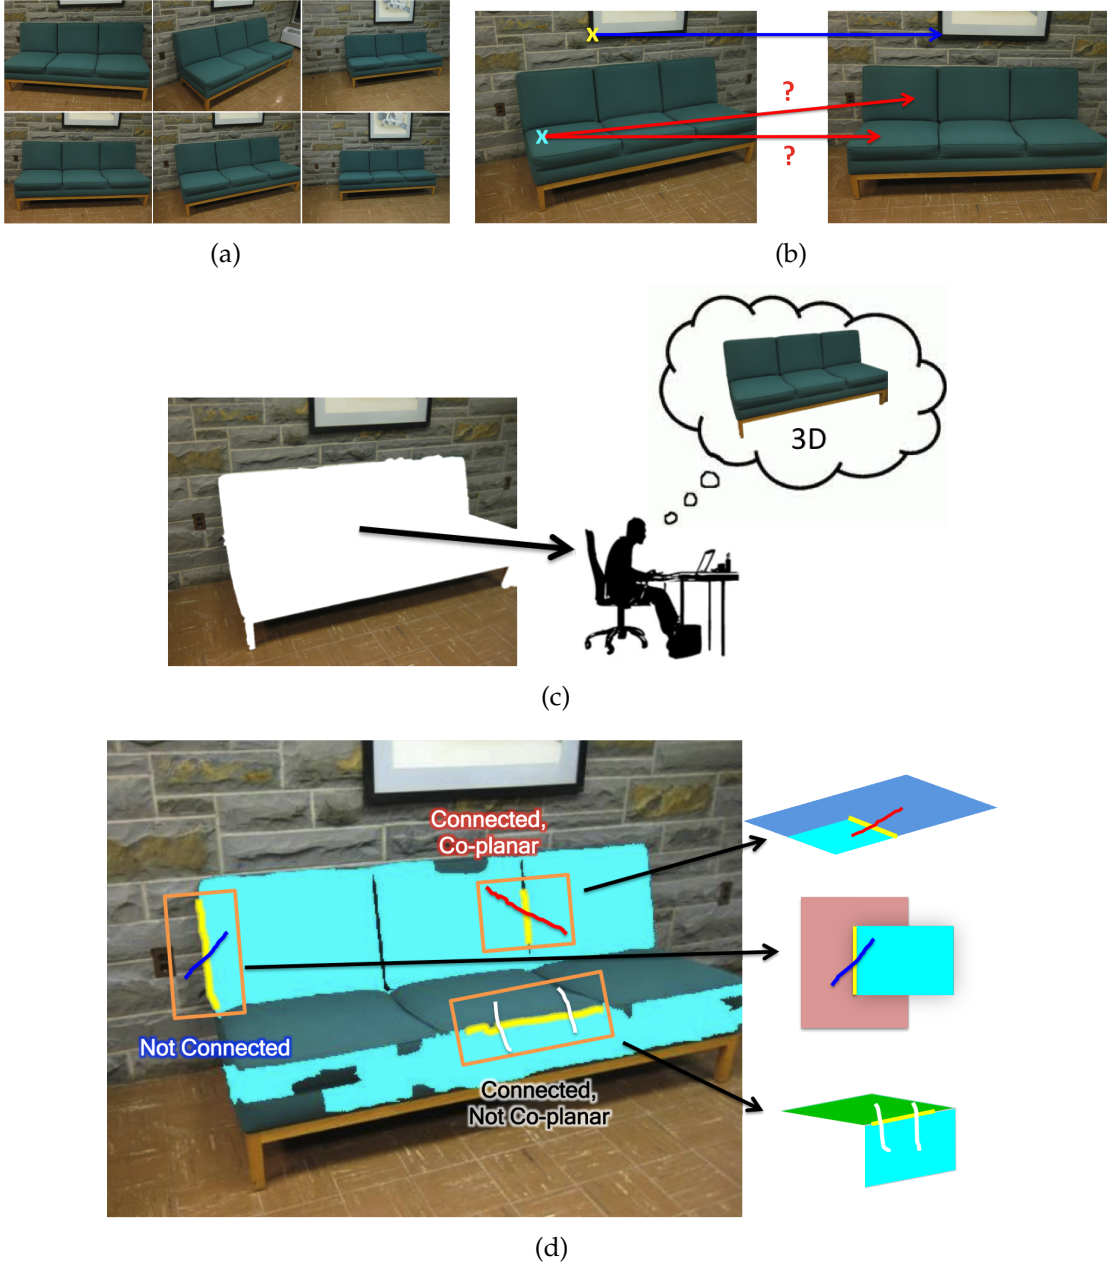 X
X
?
?
(a)
(b)
3D
(c)
Connected,
Co-planar
Not Connected
Connected,
Not Co-planar
(d)